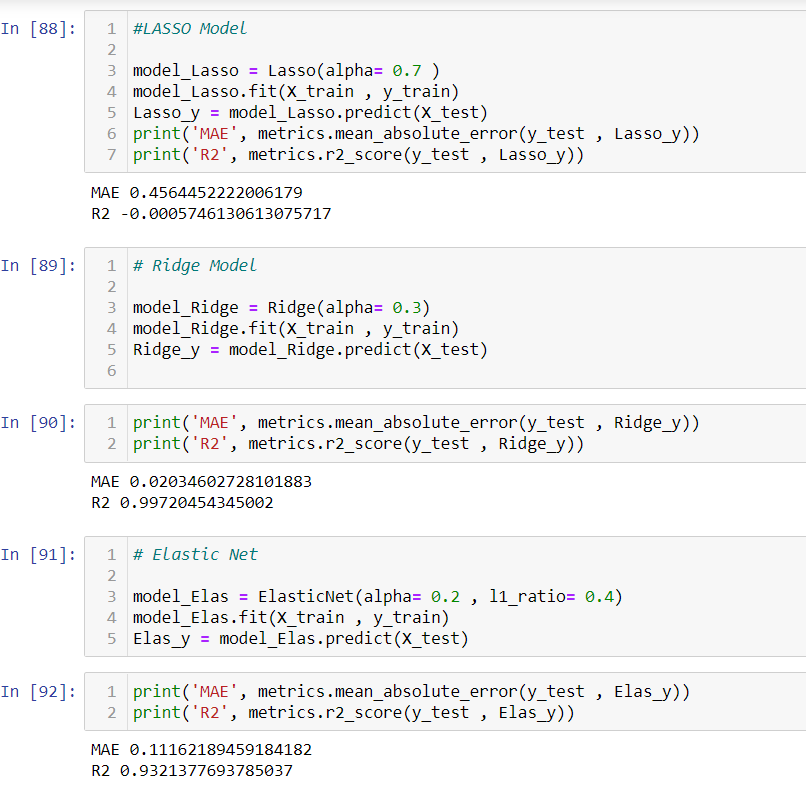 In [88]:
1 #LASSO Model
2
3 model_Lasso = Lasso(alpha= 0.7 )
4 model_Lasso.fit(X_train , y_train)
5 Lasso_y = model_Lasso.predict(X_test)
6 print('MAE', metrics.mean_absolute_error(y_test , Lasso_y))
7 print('R2', metrics.r2_score(y_test , Lasso_y))
MAE 0.4564452222006179
R2 -0.0005746130613075717
In [89]:
1 # Ridge Model
2
3 model_Ridge = Ridge(alpha= 0.3)
4 model_Ridge.fit(X_train , y_train)
5 Ridge_y = model_Ridge.predict(X_test)
6
In [90]:
1 print('MAE', metrics.mean_absolute_error(y_test , Ridge_y))
2 print('R2', metrics.r2_score(y_test , Ridge_y))
MAE 0.02034602728101883
R2 0.99720454345002
In [91]:
1 # Elastic Net
2
3 model_Elas = ElasticNet(alpha= 0.2 , l1_ratio= 0.4)
4 model_Elas.fit(X_train , y_train)
5 Elas_y = model_Elas.predict(X_test)
In [92]:
1 print('MAE', metrics.mean_absolute_error(y_test , Elas_y))
2 print('R2', metrics.r2_score(y_test , Elas_y))
MAE 0.11162189459184182
R2 0.9321377693785037